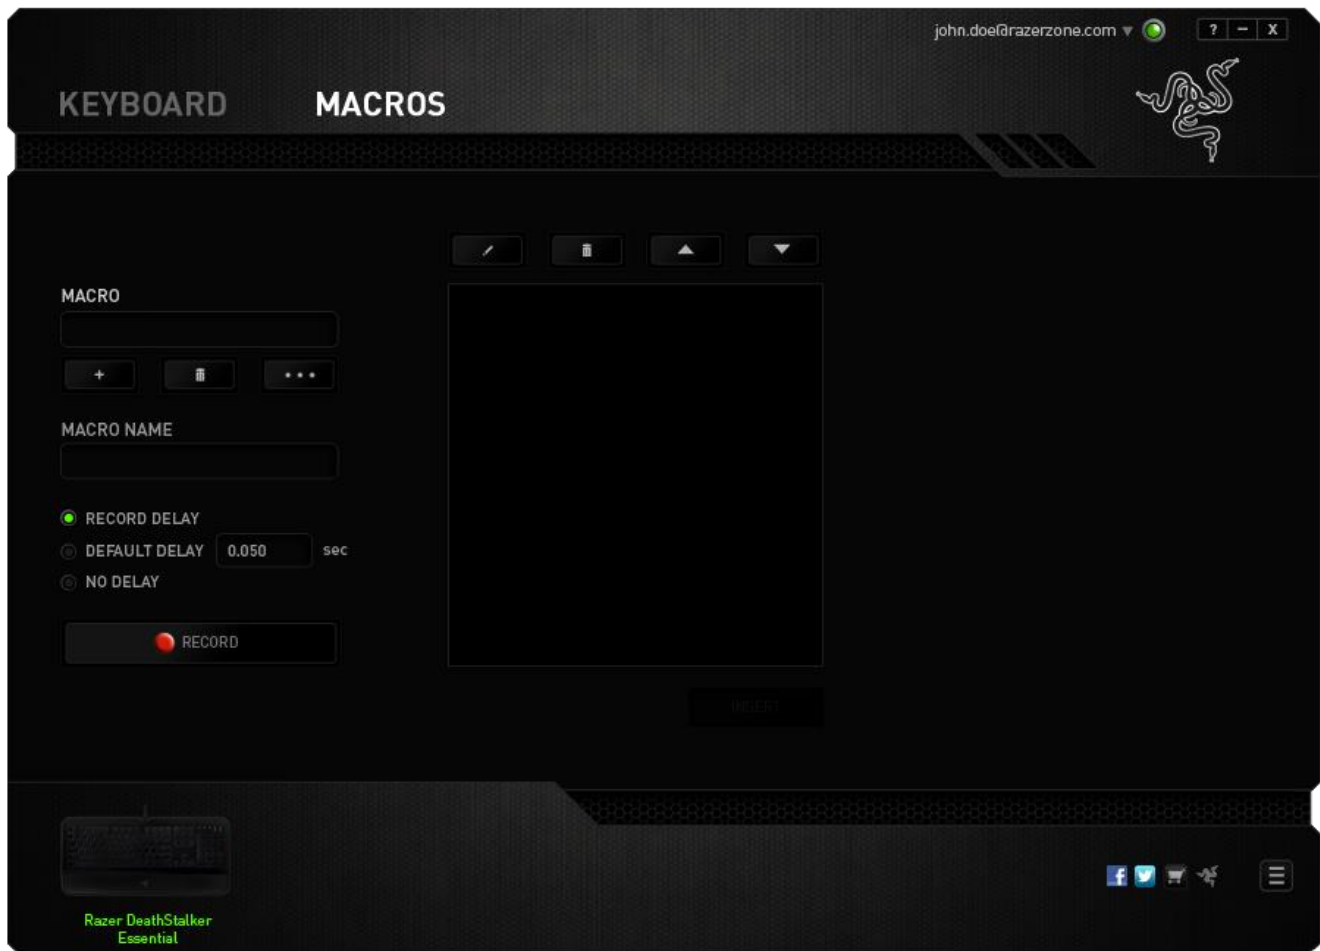 john.doe@razerzone.com
? - X
KEYBOARD MACROS
MACRO
+
MACRO NAME
RECORD DELAY
DEFAULT DELAY 0.050 sec
NO DELAY
RECORD
INSERT
Razer DeathStalker
Essential